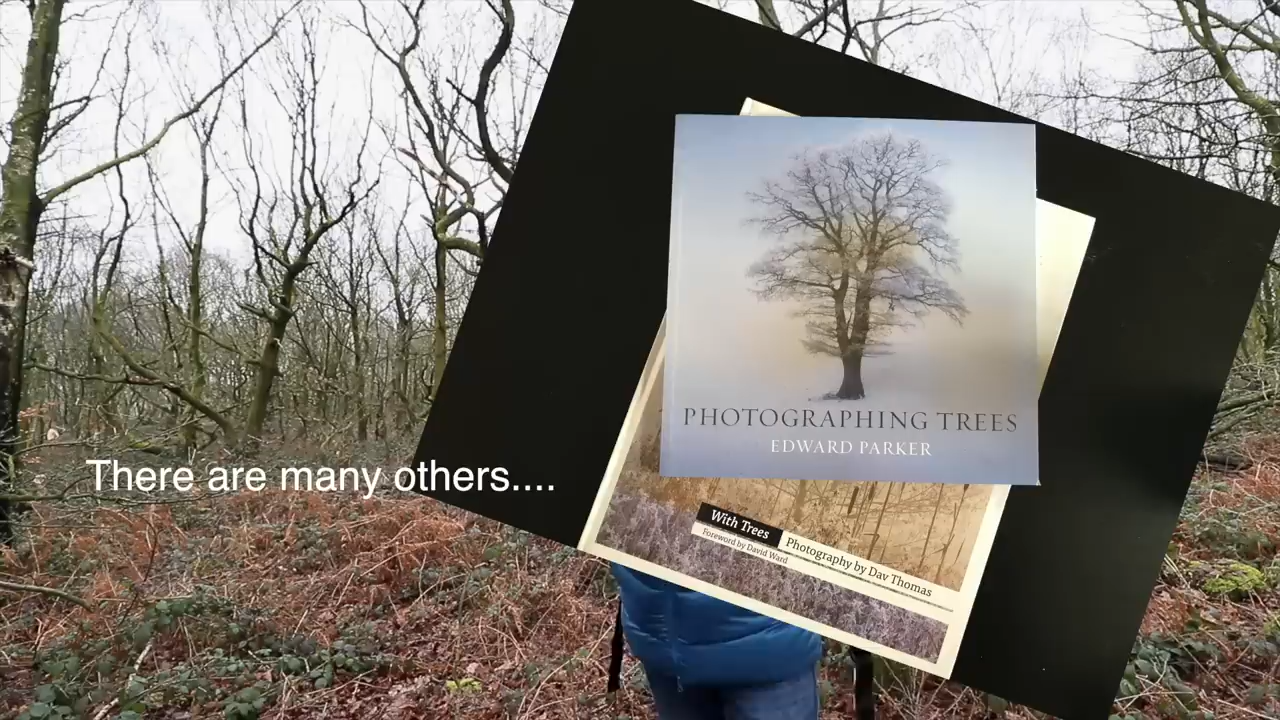 PHOTOGRAPHING TREES
EDWARD PARKER
There are many others....
With Trees Photography by Dav Thomas
Foreword by David Ward